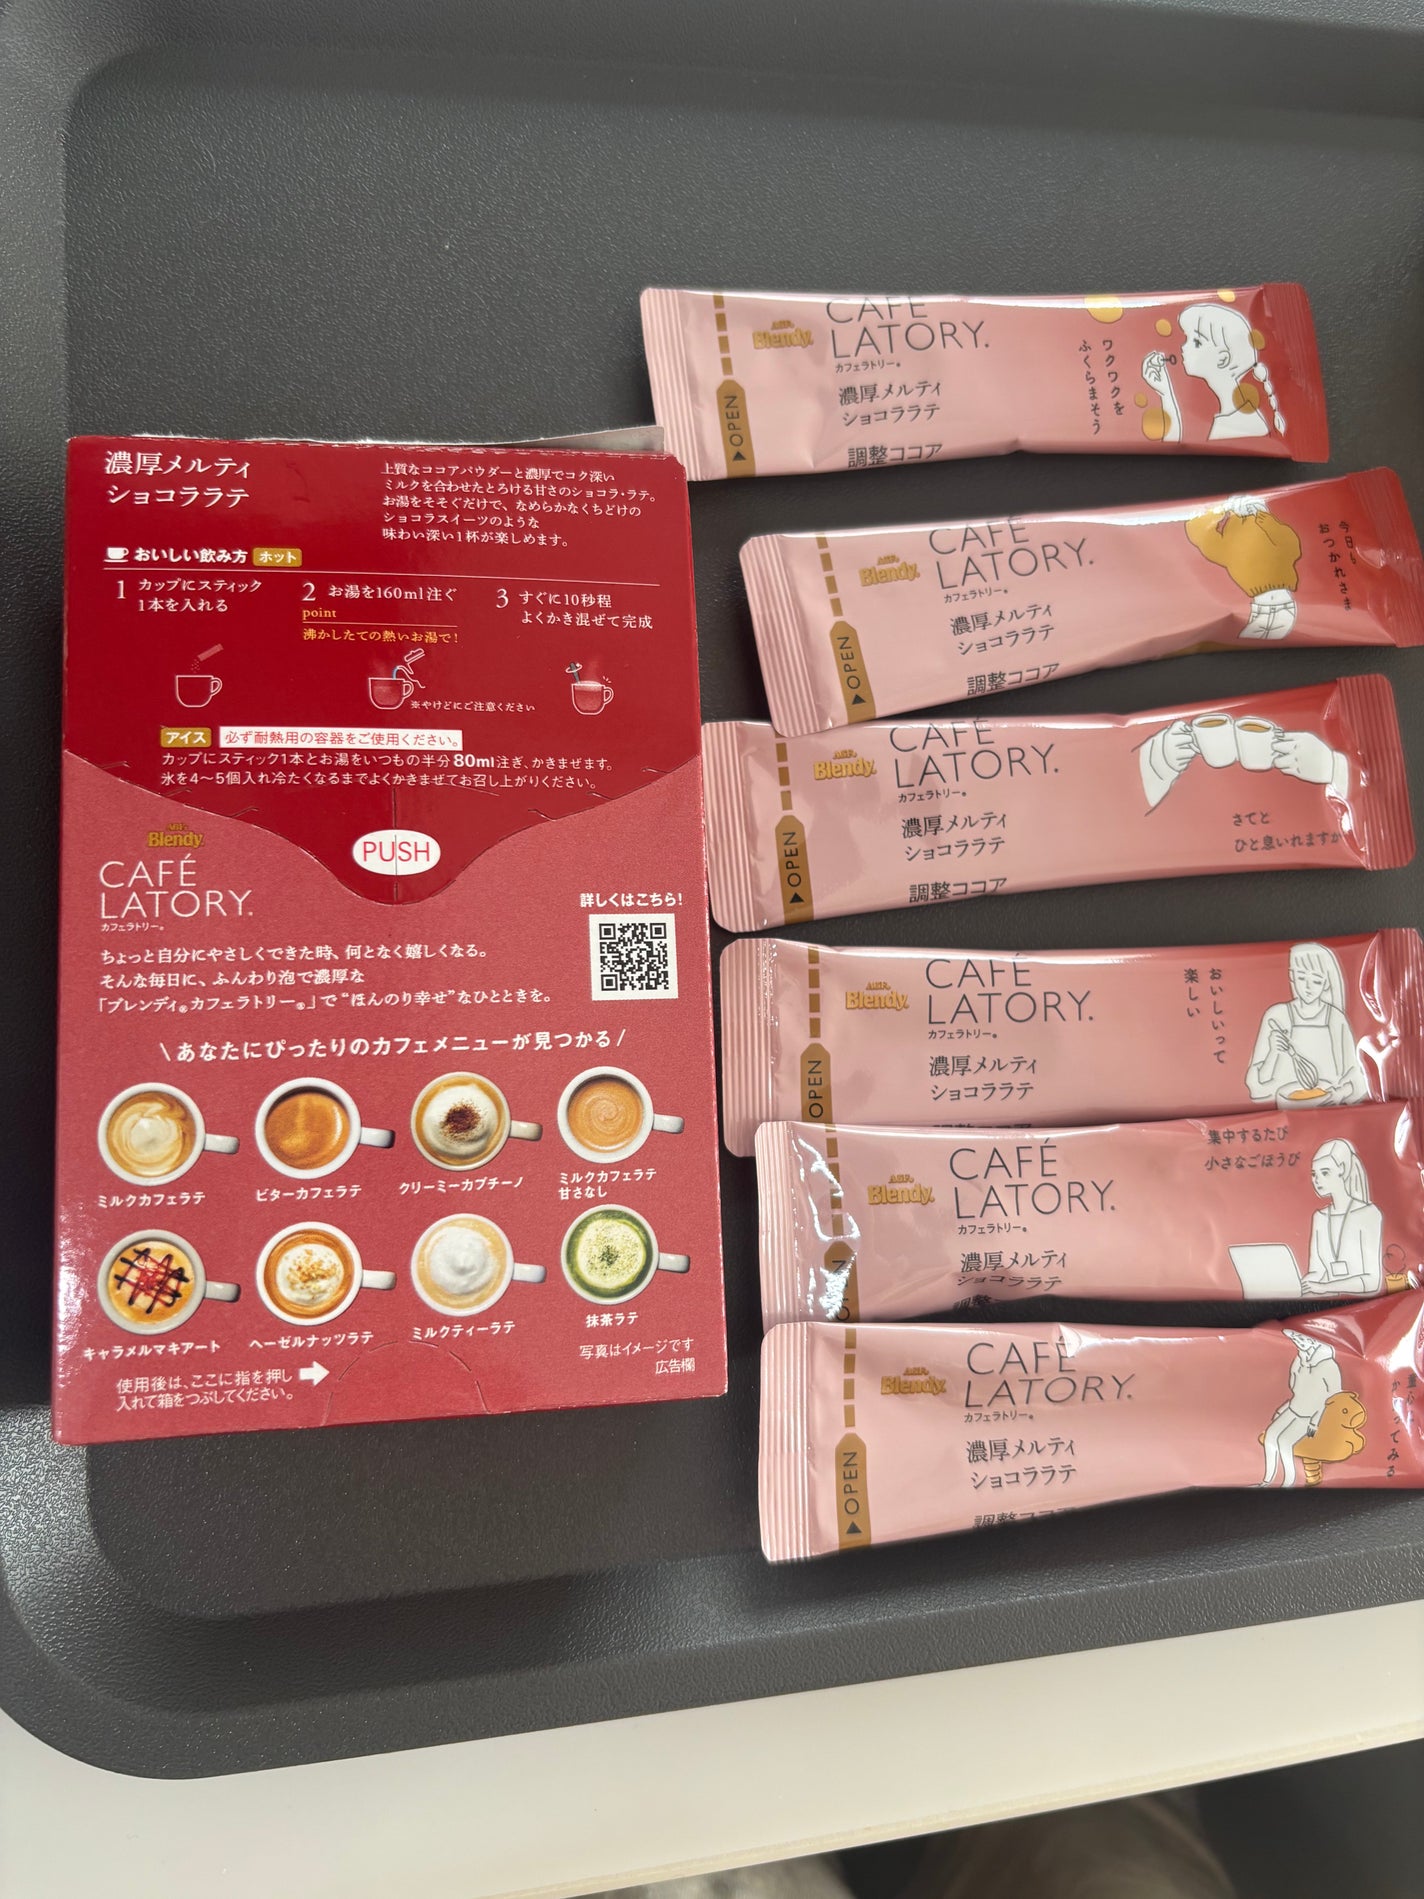 濃厚メルティ
ショコララテ
上質なココアパウダーと濃厚でコク深い
ミルクを合わせたとろける甘さのショコラ・ラテ。
お湯をそそぐだけで、なめらかなくちどけの
ショコラスイーツのような
味わい深い1杯が楽しめます。
おいしい飲み方 ホット
1 カップにスティック
1本を入れる
2 お湯を160ml注ぐ
point
沸かしたての熱いお湯で!
※やけどにご注意ください
3 すぐに10秒程
よくかき混ぜて完成
アイス 必ず耐熱用の容器をご使用ください。
カップにスティック1本とお湯をいつもの半分80ml注ぎ、かきまぜます。
氷を4〜5個入れ冷たくなるまでよくかきまぜてお召し上がりください。
PUSH
AGF
Blendy
CAFÉ
LATORY.
カフェラトリー®
詳しくはこちら!
ちょっと自分にやさしくできた時、何となく嬉しくなる。
そんな毎日に、ふんわり泡で濃厚な
「ブレンディ®カフェラトリー®」で“ほんのり幸せ”なひとときを。
\ あなたにぴったりのカフェメニューが見つかる /
ミルクカフェラテ
ビターカフェラテ
クリーミーカプチーノ
ミルクカフェラテ
甘さなし
キャラメルマキアート
ヘーゼルナッツラテ
ミルクティーラテ
抹茶ラテ
使用後は、ここに指を押し
入れて箱をつぶしてください。
写真はイメージです
広告欄
▶OPEN
AGF
Blendy
CAFÉ
LATORY.
カフェラトリー®
濃厚メルティ
ショコララテ
調整ココア
ワクワクを
ふくらまそう
▶OPEN
AGF
Blendy
CAFÉ
LATORY.
カフェラトリー®
濃厚メルティ
ショコララテ
調整ココア
今日も
おつかれさま
▶OPEN
AGF
Blendy
CAFÉ
LATORY.
カフェラトリー®
濃厚メルティ
ショコララテ
調整ココア
さてと
ひと息いれますか
OPEN
AGF
Blendy
CAFÉ
LATORY.
カフェラトリー®
濃厚メルティ
ショコララテ
おいしいって
楽しい
AGF
Blendy
CAFÉ
LATORY.
カフェラトリー®
濃厚メルティ
ショコララテ
調整
集中するたび
小さなごほうび
▶OPEN
AGF
Blendy
CAFÉ
LATORY.
カフェラトリー®
濃厚メルティ
ショコララテ
調整ココア
てみる